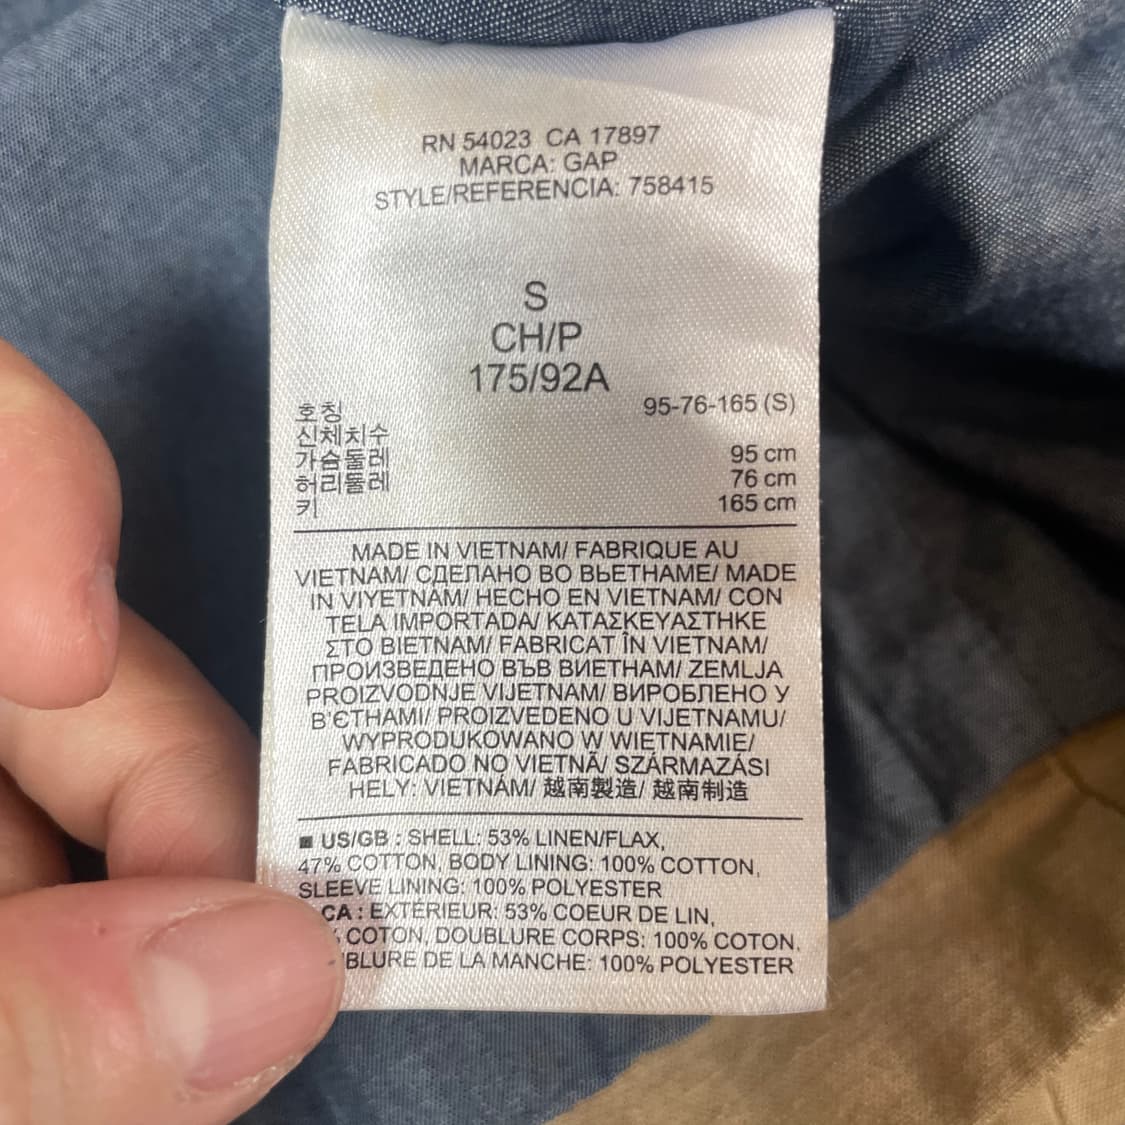 RN 54023 CA 17897
MARCA: GAP
STYLE/REFERENCIA: 758415
S
CH/P
175/92A
호칭 95-76-165 (S)
신체치수
가슴둘레 95 cm
허리둘레 76 cm
키 165 cm
MADE IN VIETNAM/ FABRIQUE AU
VIETNAM/ СДЕЛАНО ВО ВЬЕТНАМЕ/ MADE
IN VIYETNAM/ HECHO EN VIETNAM/ CON
TELA IMPORTADA/ ΚΑΤΑΣΚΕΥΑΣΤΗΚΕ
ΣΤΟ ΒΙΕΤΝΑΜ/ FABRICAT ÎN VIETNAM/
ПРОИЗВЕДЕНО ВЪВ ВИЕТНАМ/ ZEMLJA
PROIZVODNJE VIJETNAM/ ВИРОБЛЕНО У
В'ЄТНАМІ/ PROIZVEDENO U VIJETNAMU/
WYPRODUKOWANO W WIETNAMIE/
FABRICADO NO VIETNÃ/ SZÁRMAZÁSI
HELY: VIETNÁM/ 越南製造/ 越南制造
■ US/GB : SHELL: 53% LINEN/FLAX,
47% COTTON, BODY LINING: 100% COTTON,
SLEEVE LINING: 100% POLYESTER
CA : EXTÉRIEUR: 53% COEUR DE LIN,
% COTON, DOUBLURE CORPS: 100% COTON,
BLURE DE LA MANCHE: 100% POLYESTER